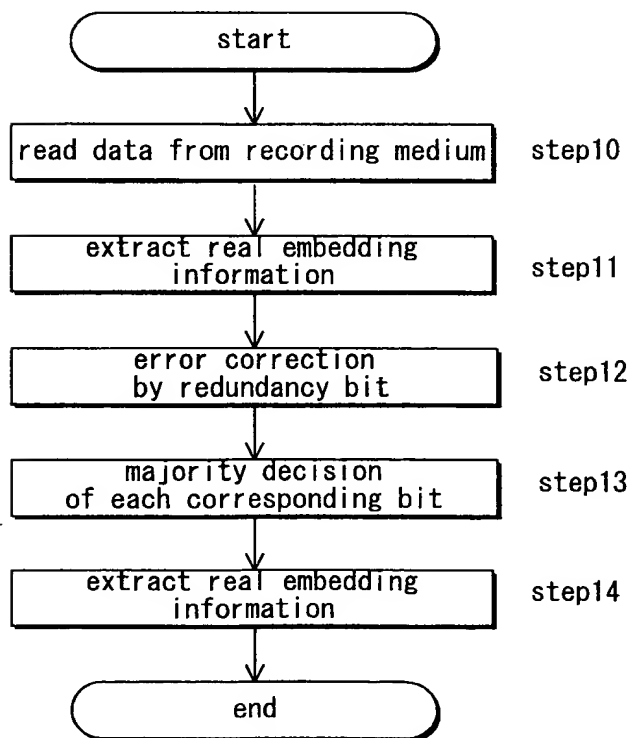 start
read data from recording medium step10
extract real embedding
information step11
error correction
by redundancy bit step12
majority decision
of each corresponding bit step13
extract real embedding
information step14
end